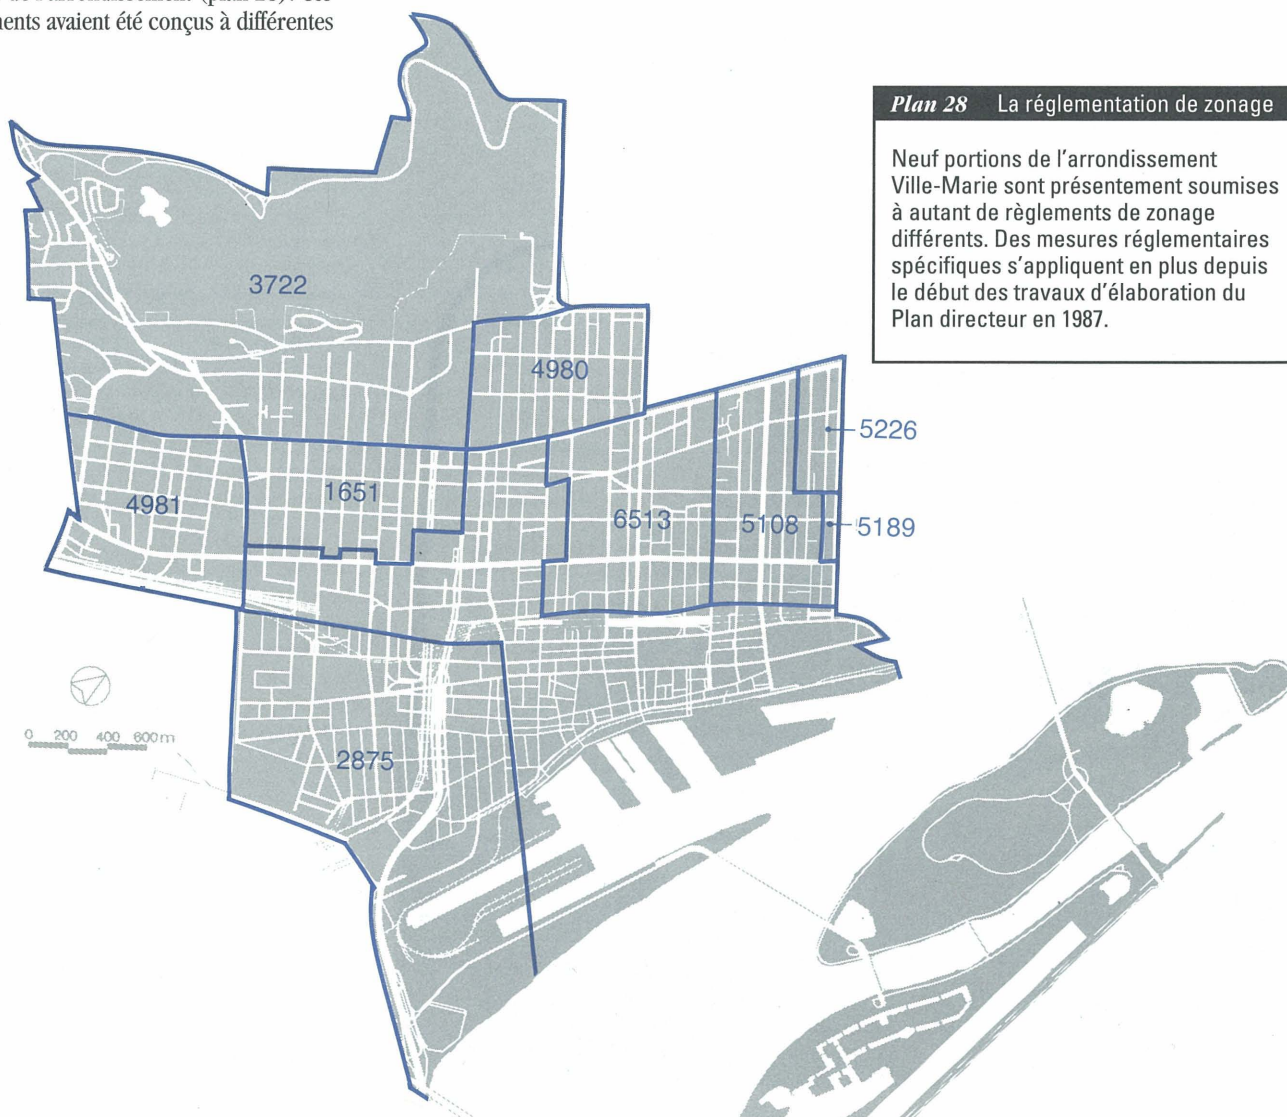 ments avaient été conçus à différentes
Plan 28 La réglementation de zonage
Neuf portions de l'arrondissement
Ville-Marie sont présentement soumises
à autant de règlements de zonage
différents. Des mesures réglementaires
spécifiques s'appliquent en plus depuis
le début des travaux d'élaboration du
Plan directeur en 1987.
3722
4980
5226
4981
1651
6513
5108
5189
2875
0 200 400 600m